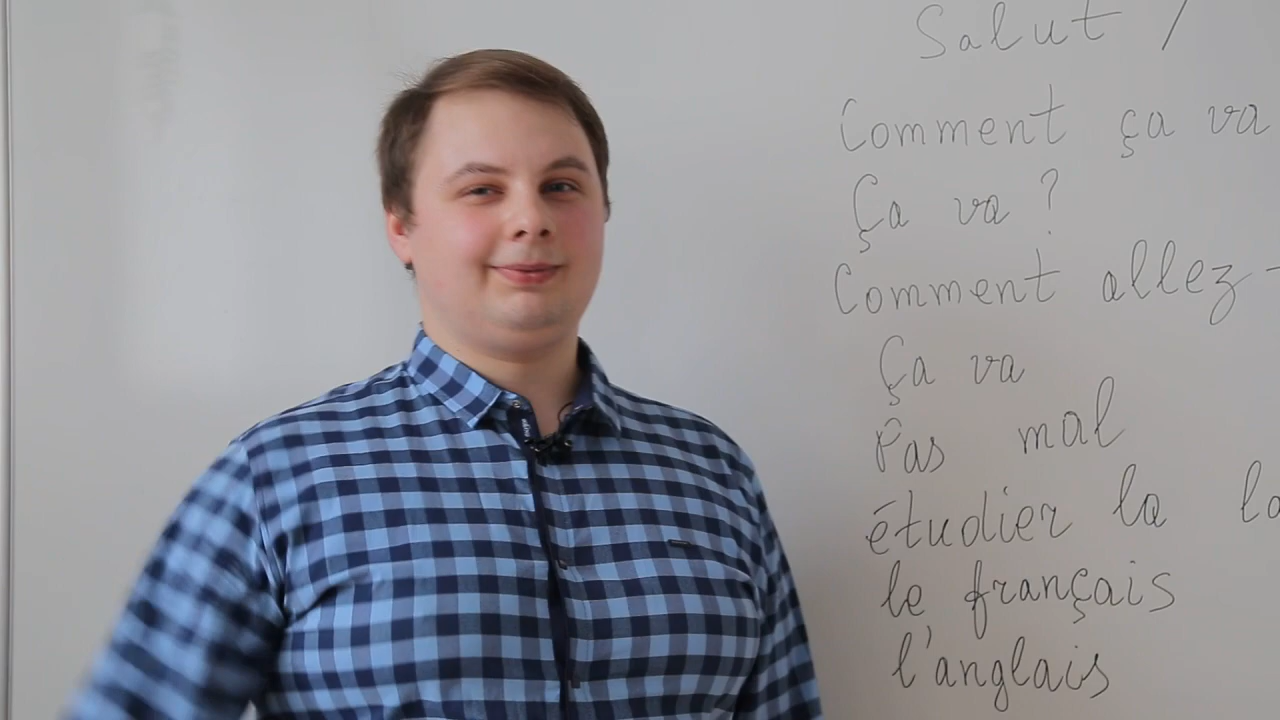 Salut /
Comment ça va
Ça va ?
Comment allez-
Ça va
Pas mal
étudier la
le français
l'anglais